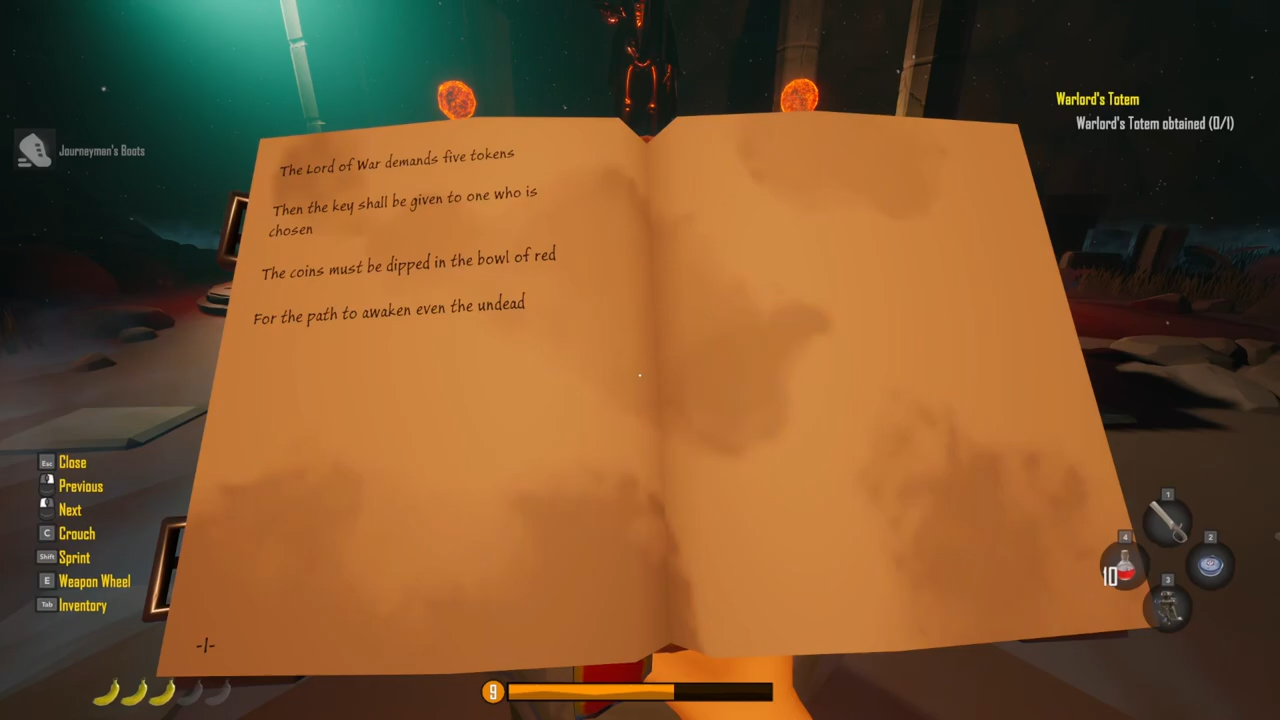 Warlord's Totem
Warlord's Totem obtained (0/1)
Journeyman's Boots
The Lord of War demands five tokens
Then the key shall be given to one who is
chosen
The coins must be dipped in the bowl of red
For the path to awaken even the undead
-1-
Esc Close
Previous
Next
C Crouch
Shift Sprint
E Weapon Wheel
Tab Inventory
1
2
3
4
10
9